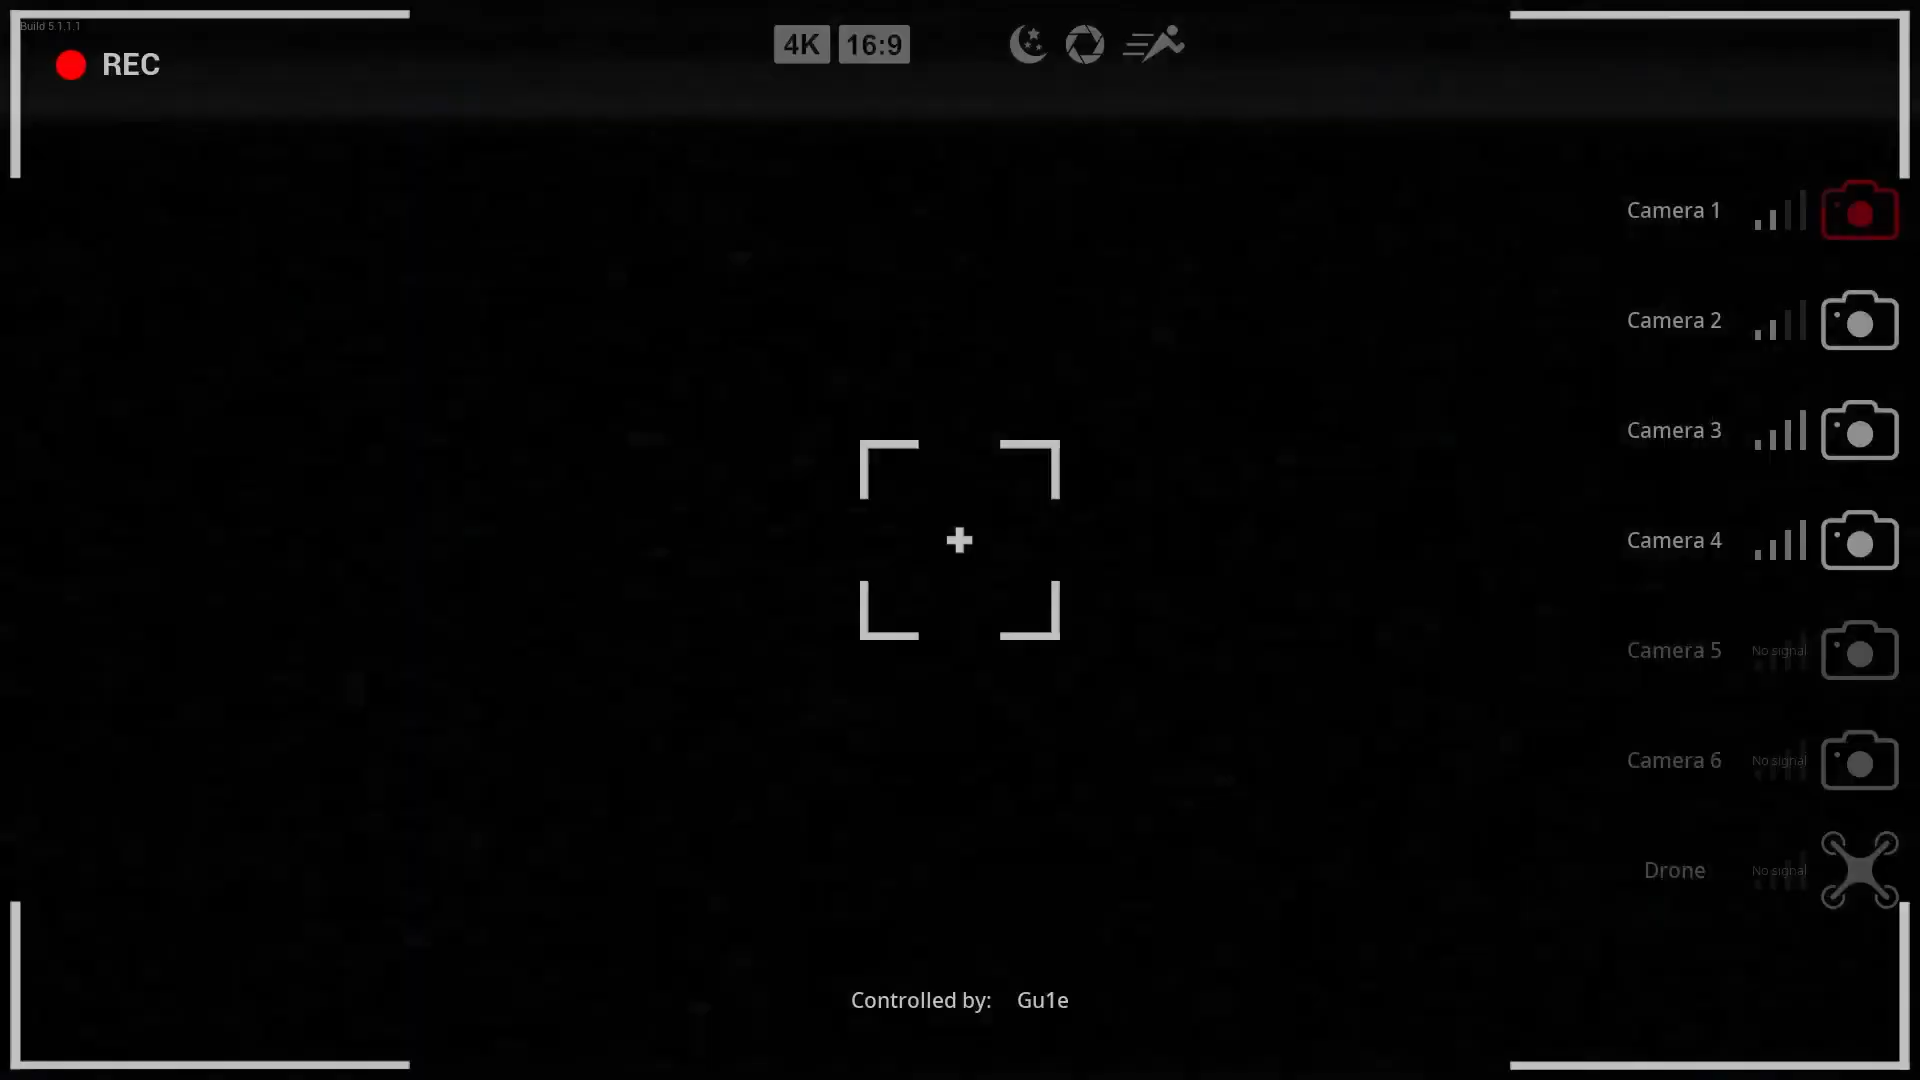 Build 5.1.1.1
REC
4K 16:9
Camera 1
Camera 2
Camera 3
Camera 4
Camera 5 No signal
Camera 6 No signal
Drone No signal
Controlled by: Gu1e